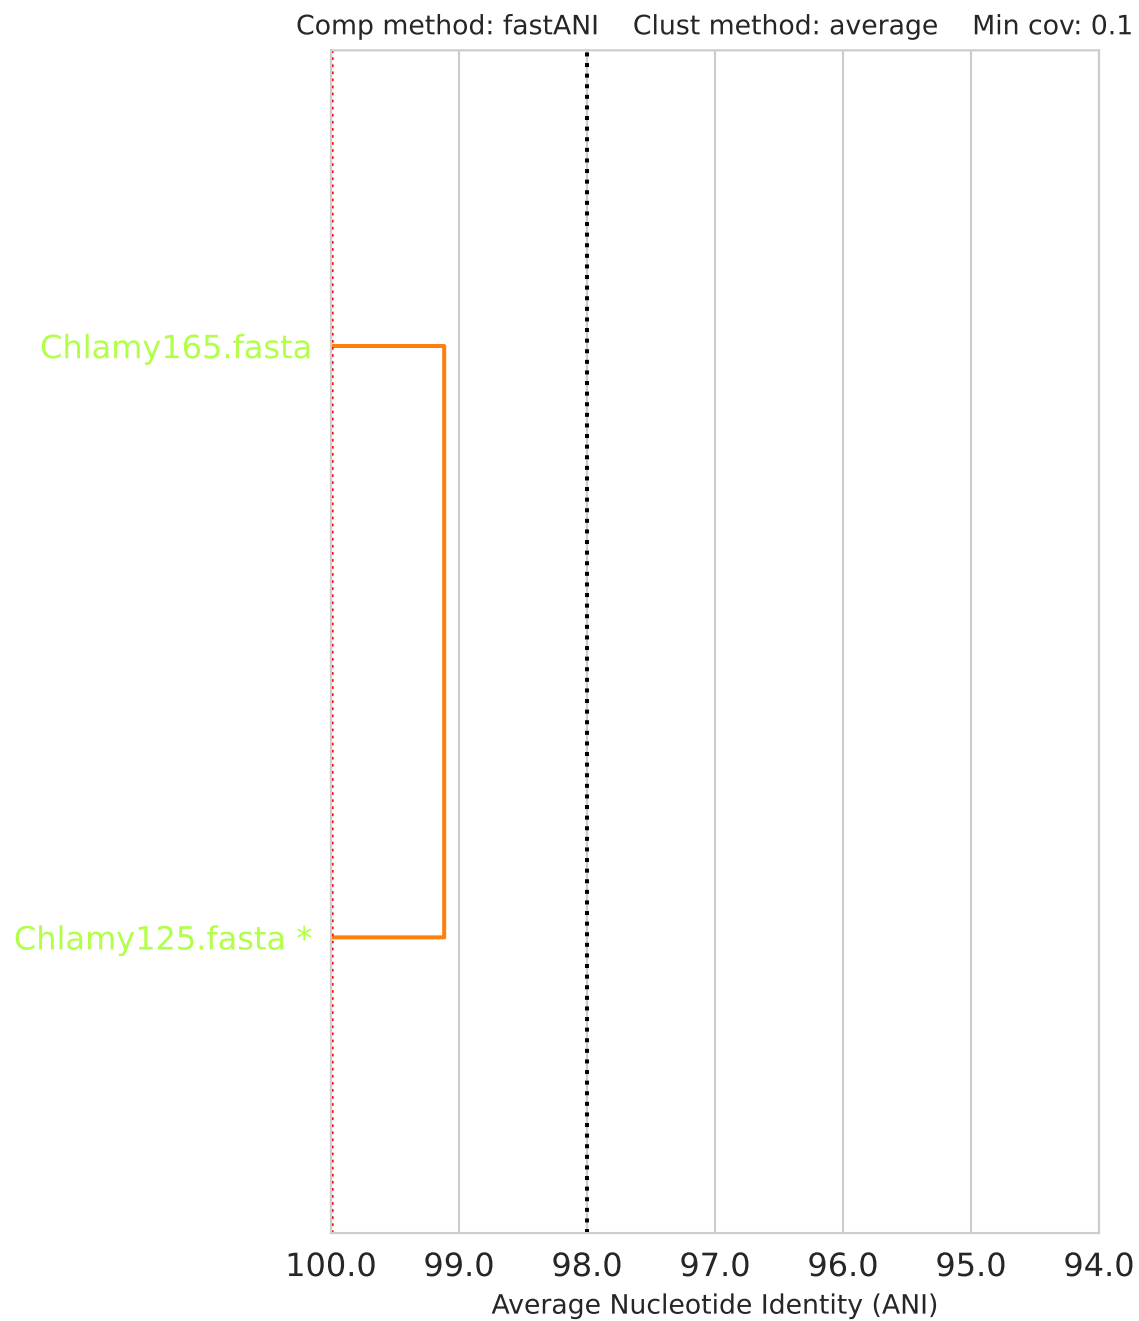 Comp method: fastANI    Clust method: average    Min cov: 0.1
Chlamy165.fasta
Chlamy125.fasta *
100.0 99.0 98.0 97.0 96.0 95.0 94.0
Average Nucleotide Identity (ANI)